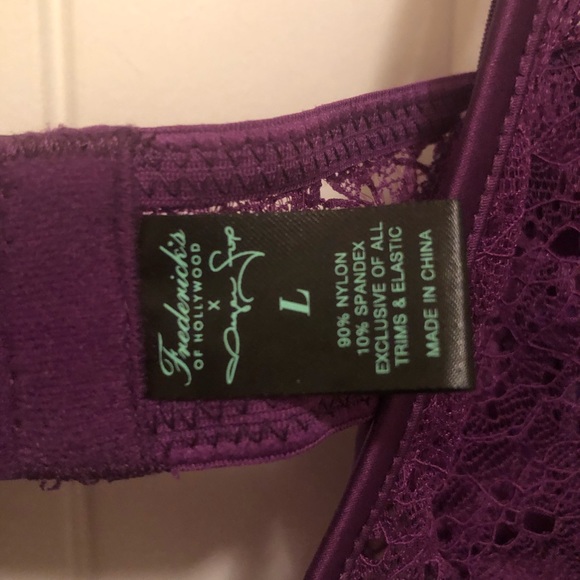 Frederick's
OF HOLLYWOOD
X
L
90% NYLON
10% SPANDEX
EXCLUSIVE OF ALL
TRIMS & ELASTIC
MADE IN CHINA